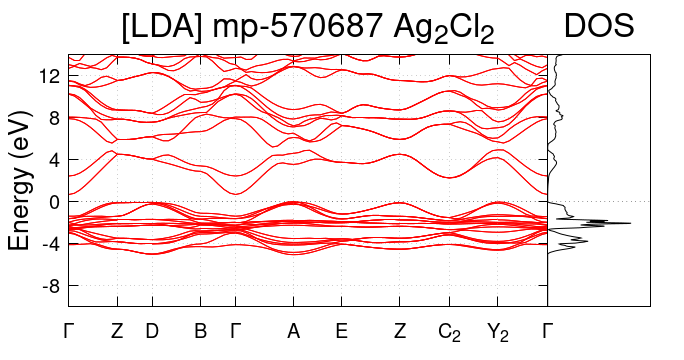 [LDA] mp-570687 Ag₂Cl₂ DOS
Energy (eV)
12
8
4
0
-4
-8
Γ Z D B Γ A E Z C₂ Y₂ Γ